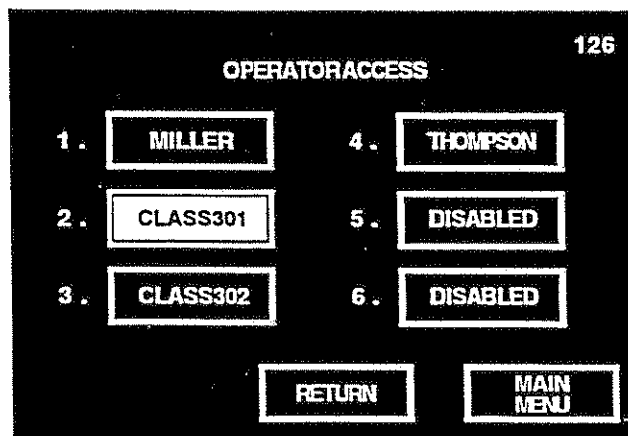 126
OPERATORACCESS
1. MILLER
4. THOMPSON
2. CLASS301
5. DISABLED
3. CLASS302
6. DISABLED
RETURN
MAIN
MENU